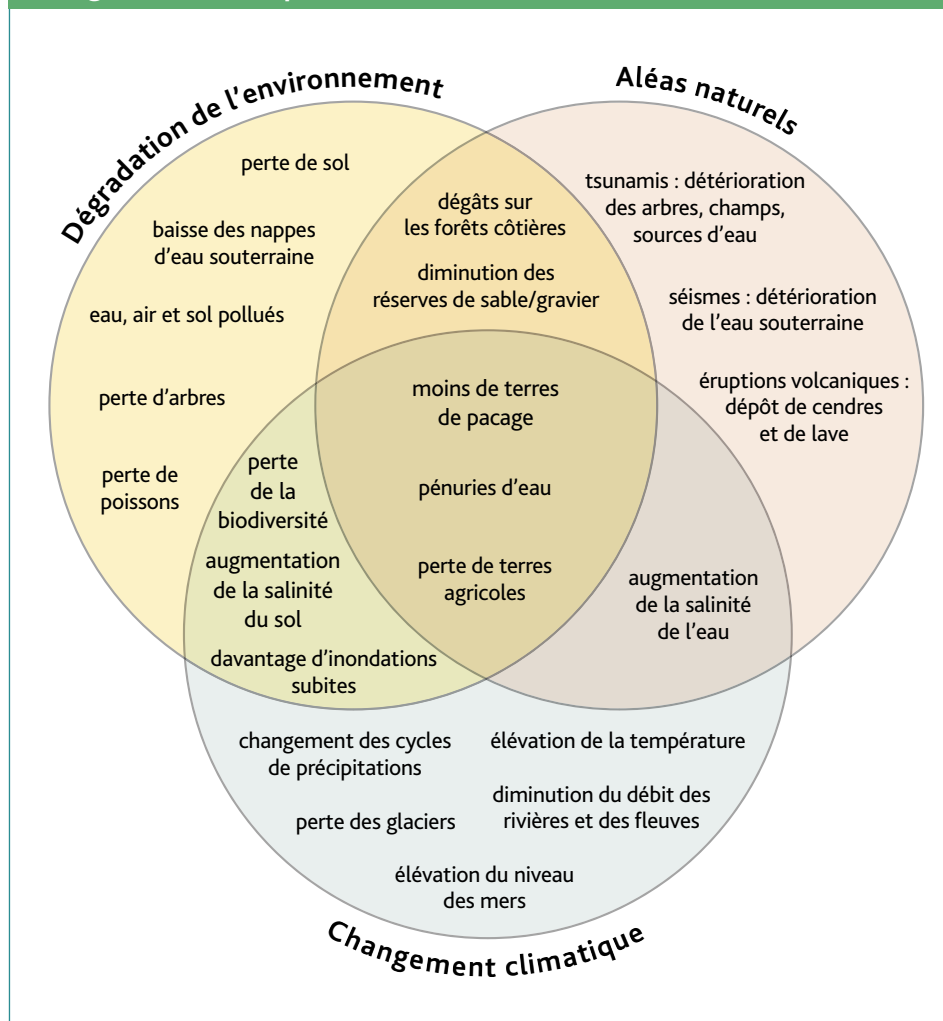 Dégradation de l'environnement
Aléas naturels
perte de sol
baisse des nappes
d'eau souterraine
eau, air et sol pollués
perte d'arbres
perte de
poissons
dégâts sur
les forêts côtières
diminution des
réserves de sable/gravier
tsunamis : détérioration
des arbres, champs,
sources d'eau
séismes : détérioration
de l'eau souterraine
éruptions volcaniques :
dépôt de cendres
et de lave
moins de terres
de pacage
pénuries d'eau
perte de terres
agricoles
perte
de la
biodiversité
augmentation
de la salinité
du sol
davantage d'inondations
subites
augmentation
de la salinité
de l'eau
changement des cycles
de précipitations
élévation de la température
perte des glaciers
diminution du débit des
rivières et des fleuves
élévation du niveau
des mers
Changement climatique